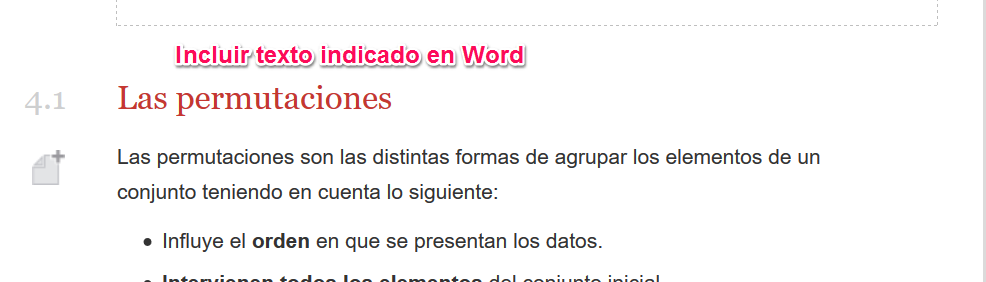 Incluir texto indicado en Word
4.1 Las permutaciones
Las permutaciones son las distintas formas de agrupar los elementos de un
conjunto teniendo en cuenta lo siguiente:
• Influye el orden en que se presentan los datos.
• Intervienen todos los elementos del conjunto inicial